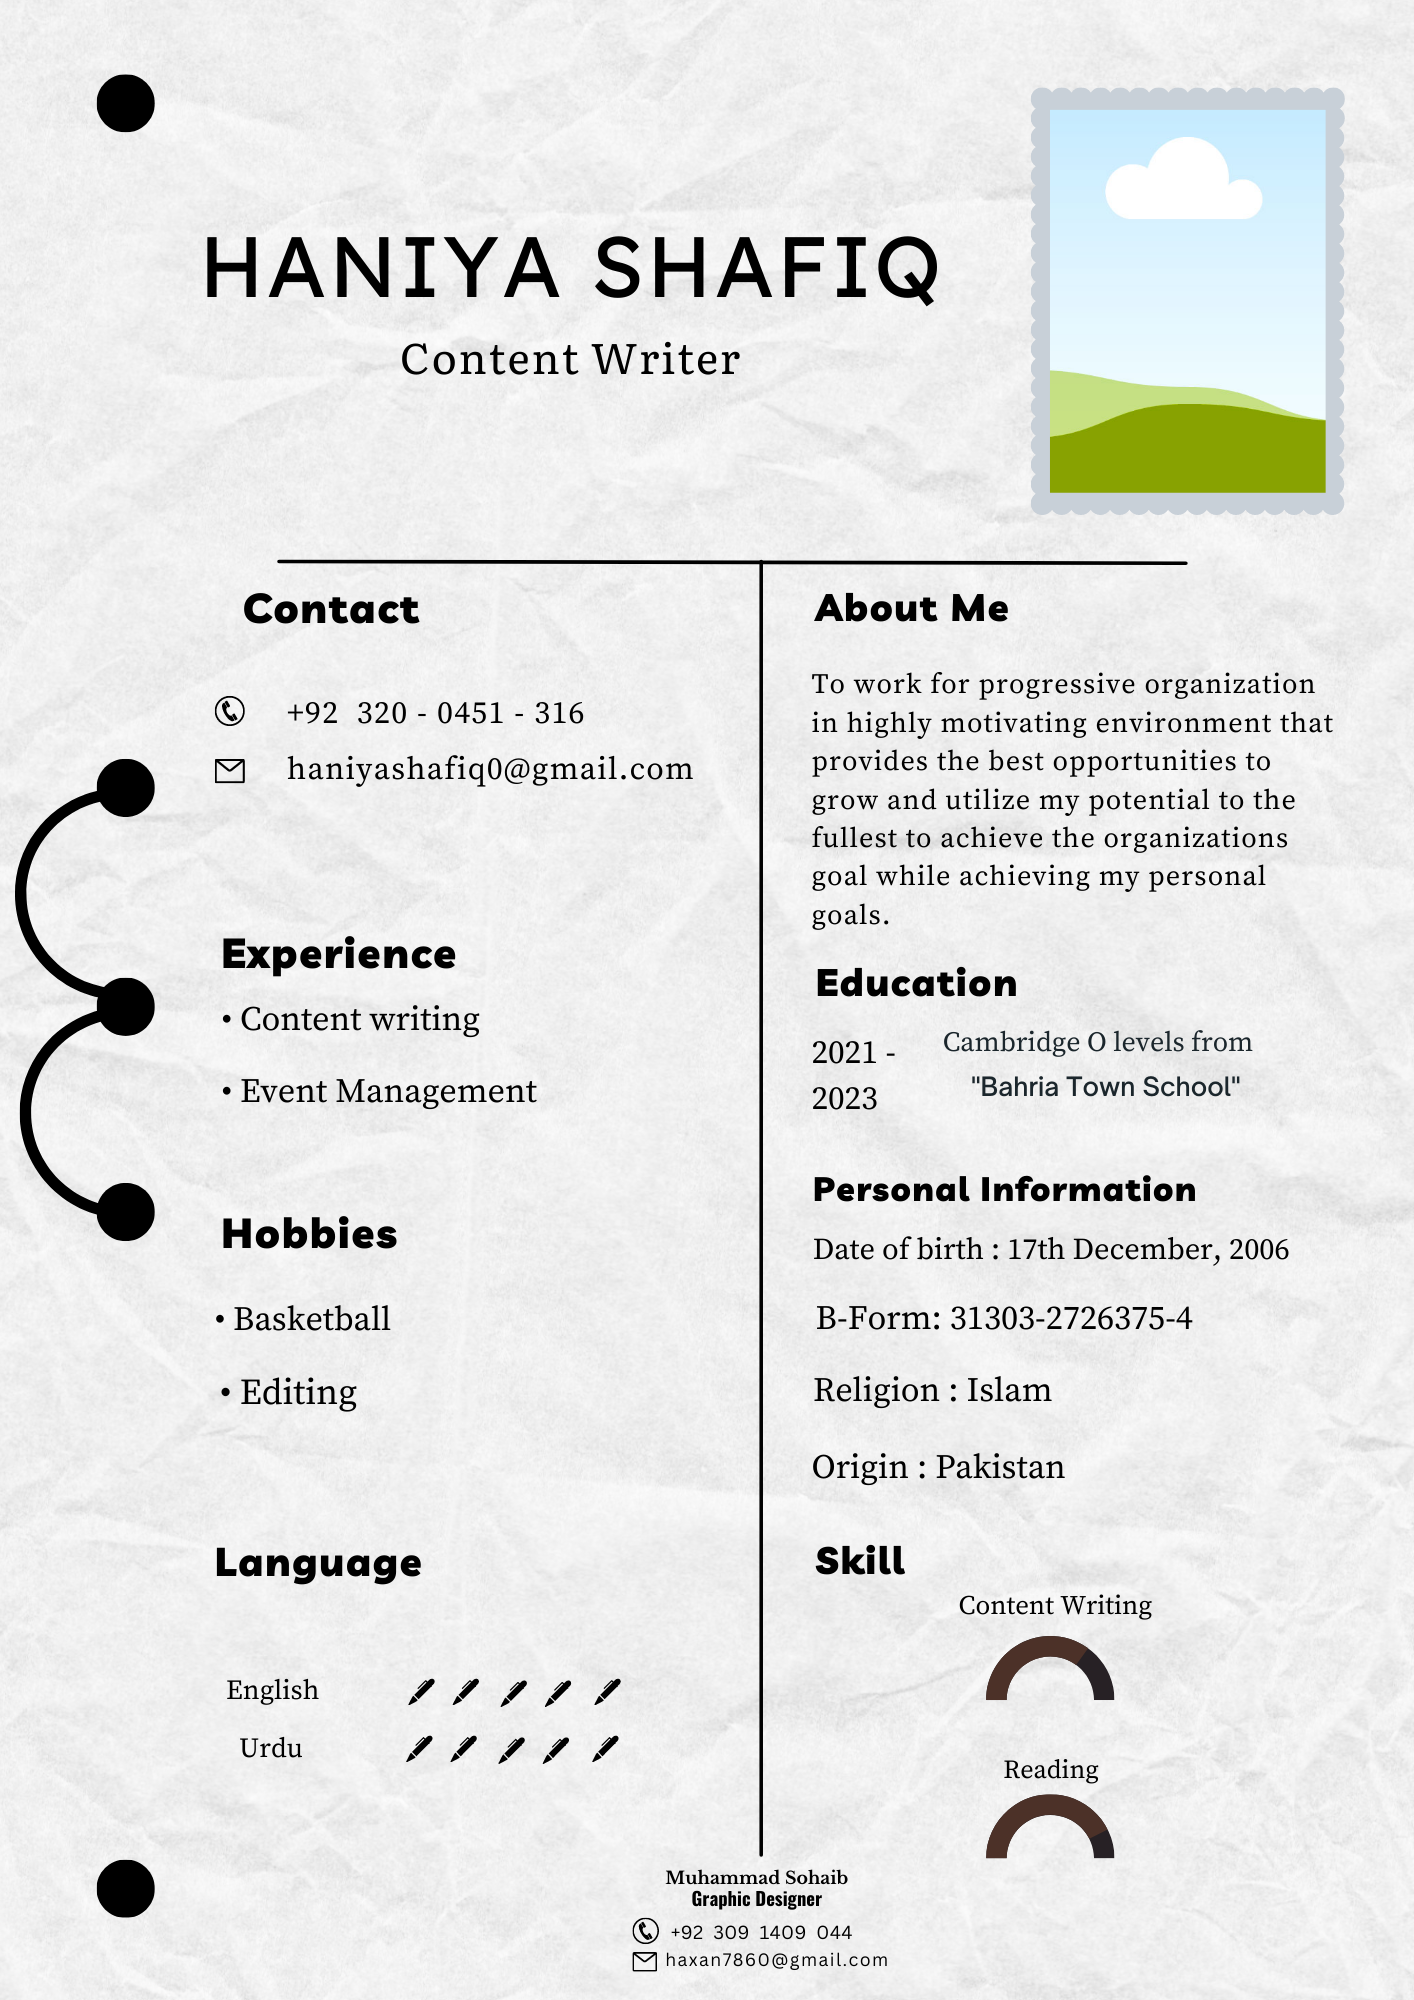 HANIYA SHAFIQ
Content Writer
Contact
+92 320 - 0451 - 316
haniyashafiq0@gmail.com
Experience
• Content writing
• Event Management
Hobbies
• Basketball
• Editing
Language
English
Urdu
About Me
To work for progressive organization
in highly motivating environment that
provides the best opportunities to
grow and utilize my potential to the
fullest to achieve the organizations
goal while achieving my personal
goals.
Education
2021 -
2023
Cambridge O levels from
"Bahria Town School"
Personal Information
Date of birth : 17th December, 2006
B-Form: 31303-2726375-4
Religion : Islam
Origin : Pakistan
Skill
Content Writing
Reading
Muhammad Sohaib
Graphic Designer
+92 309 1409 044
haxan7860@gmail.com